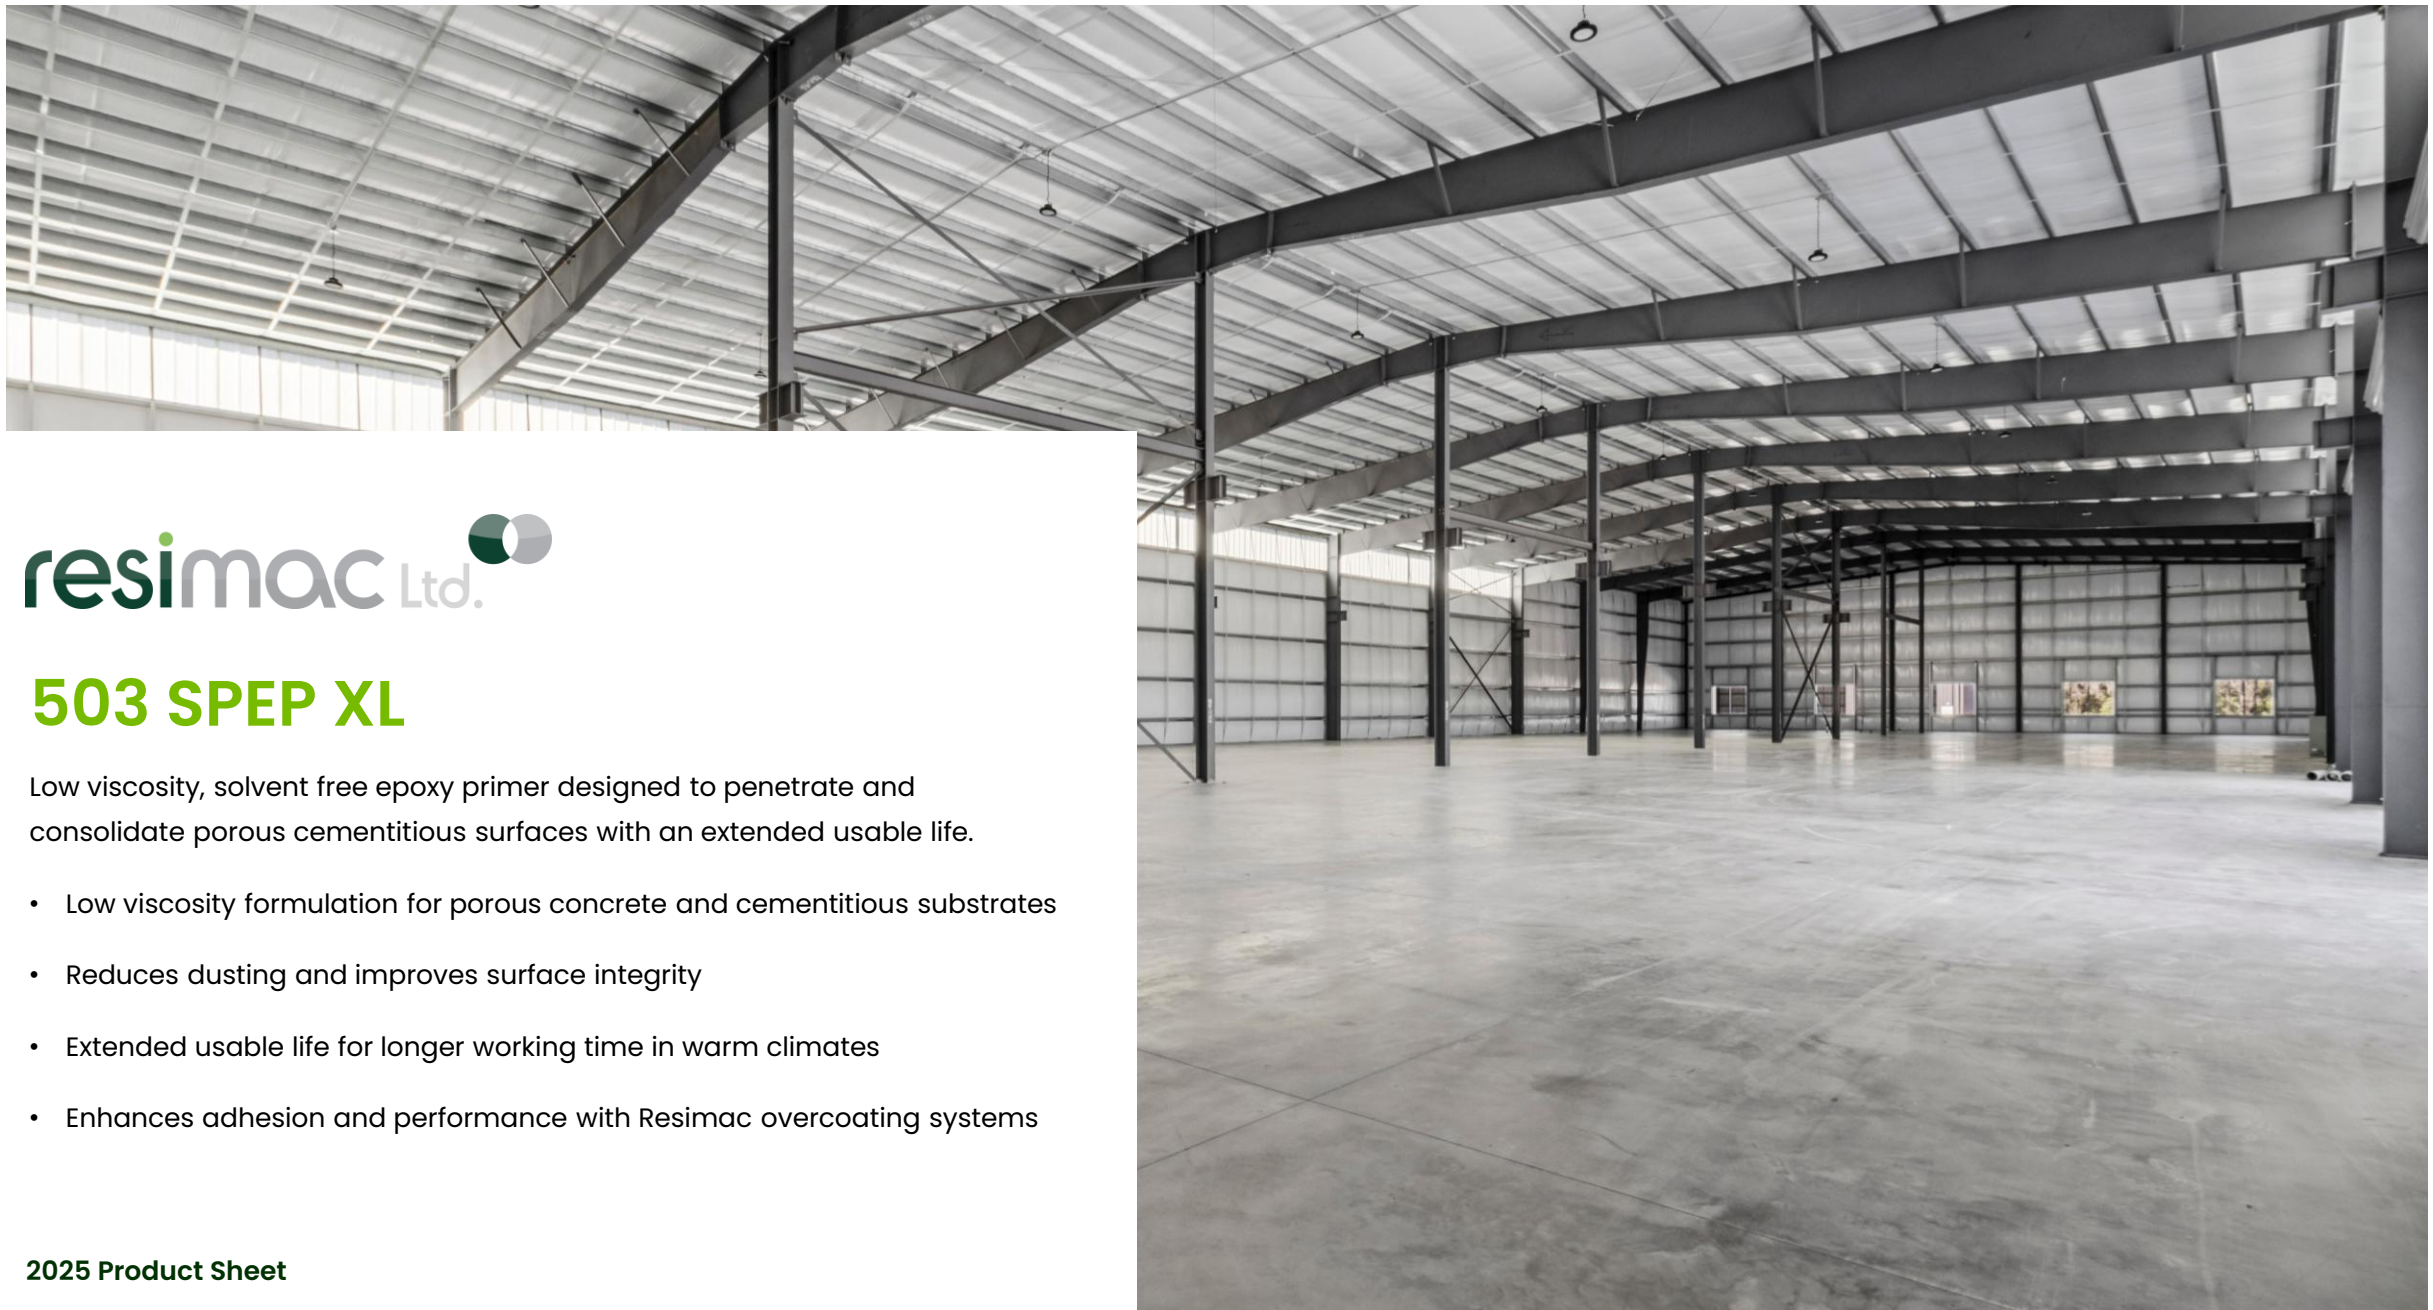 resimac Ltd.
503 SPEP XL
Low viscosity, solvent free epoxy primer designed to penetrate and
consolidate porous cementitious surfaces with an extended usable life.
• Low viscosity formulation for porous concrete and cementitious substrates
• Reduces dusting and improves surface integrity
• Extended usable life for longer working time in warm climates
• Enhances adhesion and performance with Resimac overcoating systems
2025 Product Sheet